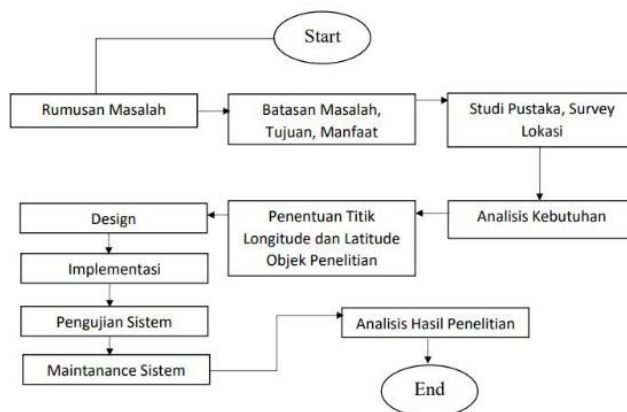 Start
Rumusan Masalah
Batasan Masalah,
Tujuan, Manfaat
Studi Pustaka, Survey
Lokasi
Analisis Kebutuhan
Penentuan Titik
Longitude dan Latitude
Objek Penelitian
Design
Implementasi
Pengujian Sistem
Maintanance Sistem
Analisis Hasil Penelitian
End